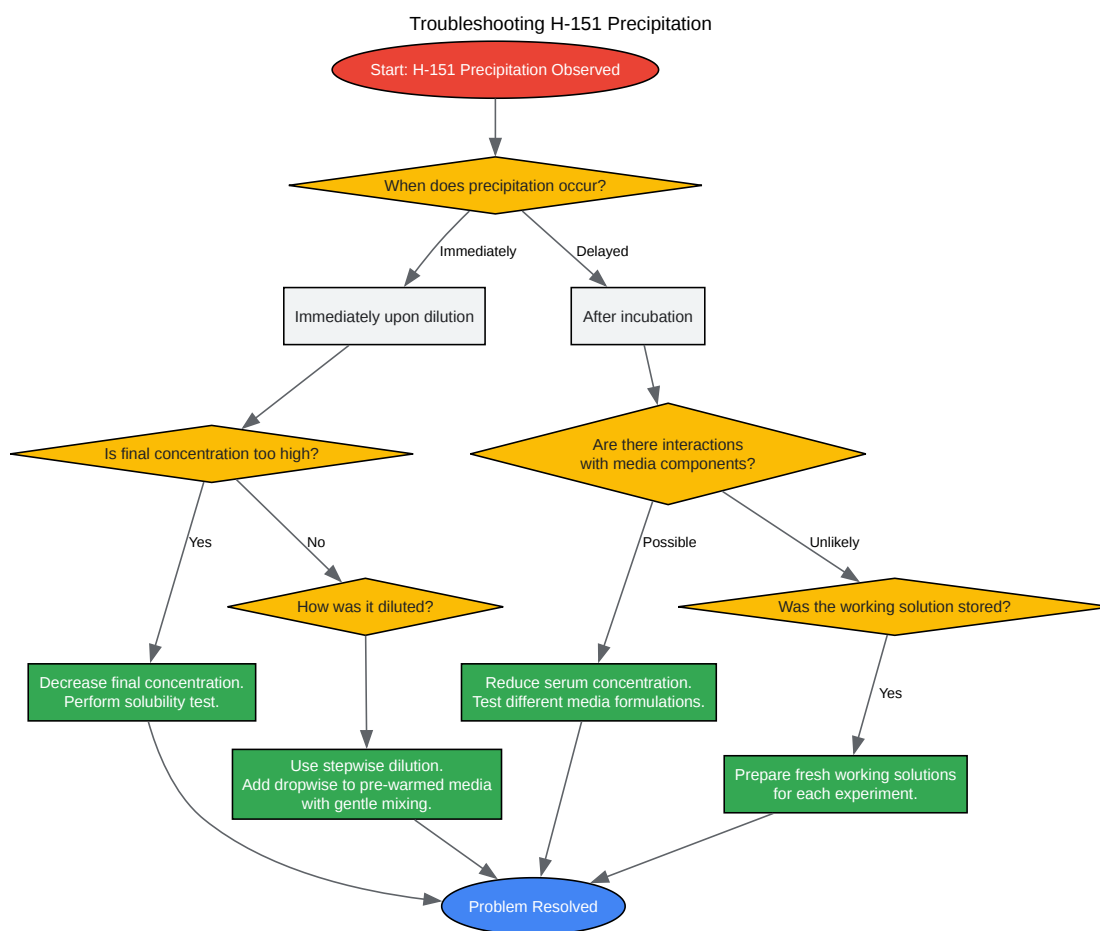 Troubleshooting H-151 Precipitation
Start: H-151 Precipitation Observed
When does precipitation occur?
Immediately
Delayed
Immediately upon dilution
After incubation
Is final concentration too high?
Are there interactions
with media components?
Yes
No
Possible
Unlikely
How was it diluted?
Was the working solution stored?
Decrease final concentration.
Perform solubility test.
Reduce serum concentration.
Test different media formulations.
Yes
Use stepwise dilution.
Add dropwise to pre-warmed media
with gentle mixing.
Prepare fresh working solutions
for each experiment.
Problem Resolved